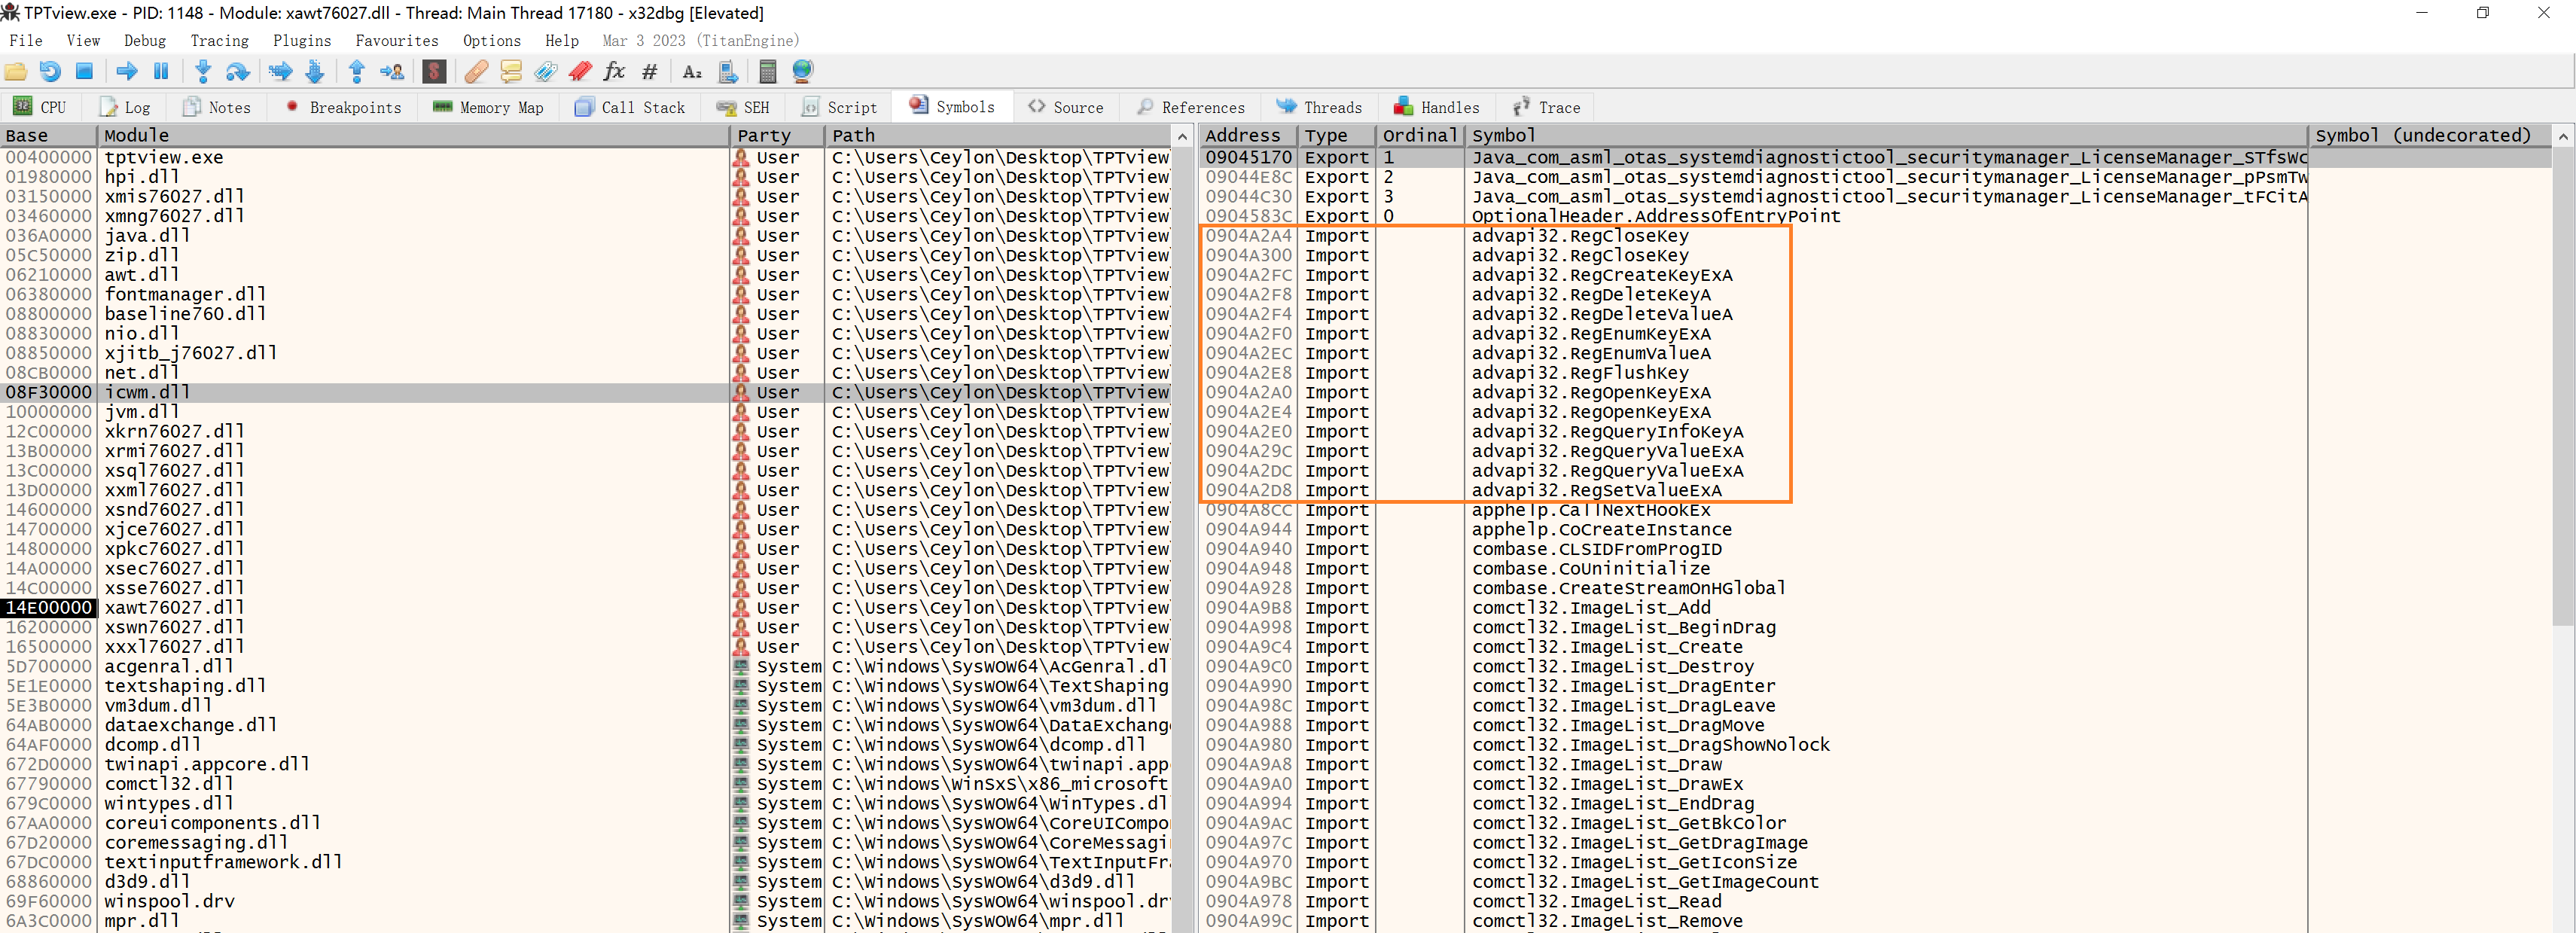 TPTview.exe - PID: 1148 - Module: xawt76027.dll - Thread: Main Thread 17180 - x32dbg [Elevated]
File View Debug Tracing Plugins Favourites Options Help Mar 3 2023 (TitanEngine)
CPU Log Notes Breakpoints Memory Map Call Stack SEH Script Symbols Source References Threads Handles Trace
Base Module Party Path
00400000 tptview.exe User C:\Users\Ceylon\Desktop\TPTview
01980000 hpi.dll User C:\Users\Ceylon\Desktop\TPTview
03150000 xmis76027.dll User C:\Users\Ceylon\Desktop\TPTview
03460000 xmng76027.dll User C:\Users\Ceylon\Desktop\TPTview
036A0000 java.dll User C:\Users\Ceylon\Desktop\TPTview
05C50000 zip.dll User C:\Users\Ceylon\Desktop\TPTview
06210000 awt.dll User C:\Users\Ceylon\Desktop\TPTview
06380000 fontmanager.dll User C:\Users\Ceylon\Desktop\TPTview
08800000 baseline760.dll User C:\Users\Ceylon\Desktop\TPTview
08830000 nio.dll User C:\Users\Ceylon\Desktop\TPTview
08850000 xjitb_j76027.dll User C:\Users\Ceylon\Desktop\TPTview
08CB0000 net.dll User C:\Users\Ceylon\Desktop\TPTview
08F30000 icwm.dll User C:\Users\Ceylon\Desktop\TPTview
10000000 jvm.dll User C:\Users\Ceylon\Desktop\TPTview
12C00000 xkrn76027.dll User C:\Users\Ceylon\Desktop\TPTview
13B00000 xrmi76027.dll User C:\Users\Ceylon\Desktop\TPTview
13C00000 xsql76027.dll User C:\Users\Ceylon\Desktop\TPTview
13D00000 xxml76027.dll User C:\Users\Ceylon\Desktop\TPTview
14600000 xsnd76027.dll User C:\Users\Ceylon\Desktop\TPTview
14700000 xjce76027.dll User C:\Users\Ceylon\Desktop\TPTview
14800000 xpkc76027.dll User C:\Users\Ceylon\Desktop\TPTview
14A00000 xsec76027.dll User C:\Users\Ceylon\Desktop\TPTview
14C00000 xsse76027.dll User C:\Users\Ceylon\Desktop\TPTview
14E00000 xawt76027.dll User C:\Users\Ceylon\Desktop\TPTview
16200000 xswn76027.dll User C:\Users\Ceylon\Desktop\TPTview
16500000 xxxl76027.dll User C:\Users\Ceylon\Desktop\TPTview
5D700000 acgenral.dll System C:\Windows\SysWOW64\AcGenral.dl
5E1E0000 textshaping.dll System C:\Windows\SysWOW64\TextShaping
5E3B0000 vm3dum.dll System C:\Windows\SysWOW64\vm3dum.dll
64AB0000 dataexchange.dll System C:\Windows\SysWOW64\DataExchang
64AF0000 dcomp.dll System C:\Windows\SysWOW64\dcomp.dll
672D0000 twinapi.appcore.dll System C:\Windows\SysWOW64\twinapi.app
67790000 comctl32.dll System C:\Windows\WinSxS\x86_microsoft
679C0000 wintypes.dll System C:\Windows\SysWOW64\WinTypes.dl
67AA0000 coreuicomponents.dll System C:\Windows\SysWOW64\CoreUICompo
67D20000 coremessaging.dll System C:\Windows\SysWOW64\CoreMessagi
67DC0000 textinputframework.dll System C:\Windows\SysWOW64\TextInputFr
68860000 d3d9.dll System C:\Windows\SysWOW64\d3d9.dll
69F60000 winspool.drv System C:\Windows\SysWOW64\winspool.dr
6A3C0000 mpr.dll System C:\Windows\SysWOW64\mpr.dll
Address Type Ordinal Symbol Symbol (undecorated)
09045170 Export 1 Java_com_asml_otas_systemdiagnostictool_securitymanager_LicenseManager_STfsWc
09044E8C Export 2 Java_com_asml_otas_systemdiagnostictool_securitymanager_LicenseManager_pPsmTw
09044C30 Export 3 Java_com_asml_otas_systemdiagnostictool_securitymanager_LicenseManager_tFCitA
0904583C Export 0 OptionalHeader.AddressOfEntryPoint
0904A2A4 Import advapi32.RegCloseKey
0904A300 Import advapi32.RegCloseKey
0904A2FC Import advapi32.RegCreateKeyExA
0904A2F8 Import advapi32.RegDeleteKeyA
0904A2F4 Import advapi32.RegDeleteValueA
0904A2F0 Import advapi32.RegEnumKeyExA
0904A2EC Import advapi32.RegEnumValueA
0904A2E8 Import advapi32.RegFlushKey
0904A2A0 Import advapi32.RegOpenKeyExA
0904A2E4 Import advapi32.RegOpenKeyExA
0904A2E0 Import advapi32.RegQueryInfoKeyA
0904A29C Import advapi32.RegQueryValueExA
0904A2DC Import advapi32.RegQueryValueExA
0904A2D8 Import advapi32.RegSetValueExA
0904A8CC Import apphelp.CallNextHookEx
0904A944 Import apphelp.CoCreateInstance
0904A940 Import combase.CLSIDFromProgID
0904A948 Import combase.CoUninitialize
0904A928 Import combase.CreateStreamOnHGlobal
0904A9B8 Import comctl32.ImageList_Add
0904A998 Import comctl32.ImageList_BeginDrag
0904A9C4 Import comctl32.ImageList_Create
0904A9C0 Import comctl32.ImageList_Destroy
0904A990 Import comctl32.ImageList_DragEnter
0904A98C Import comctl32.ImageList_DragLeave
0904A988 Import comctl32.ImageList_DragMove
0904A980 Import comctl32.ImageList_DragShowNolock
0904A9A8 Import comctl32.ImageList_Draw
0904A9A0 Import comctl32.ImageList_DrawEx
0904A994 Import comctl32.ImageList_EndDrag
0904A9AC Import comctl32.ImageList_GetBkColor
0904A97C Import comctl32.ImageList_GetDragImage
0904A970 Import comctl32.ImageList_GetIconSize
0904A9BC Import comctl32.ImageList_GetImageCount
0904A978 Import comctl32.ImageList_Read
0904A99C Import comctl32.ImageList_Remove